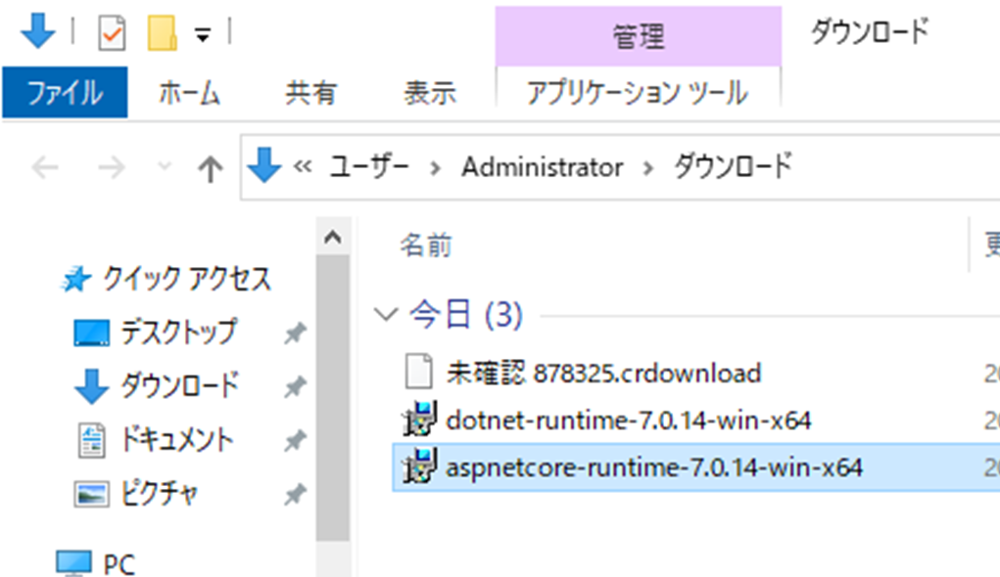 管理
ダウンロード
ファイル ホーム 共有 表示 アプリケーション ツール
« ユーザー › Administrator › ダウンロード
名前
クイック アクセス
デスクトップ
ダウンロード
ドキュメント
ピクチャ
PC
今日 (3)
未確認 878325.crdownload
dotnet-runtime-7.0.14-win-x64
aspnetcore-runtime-7.0.14-win-x64